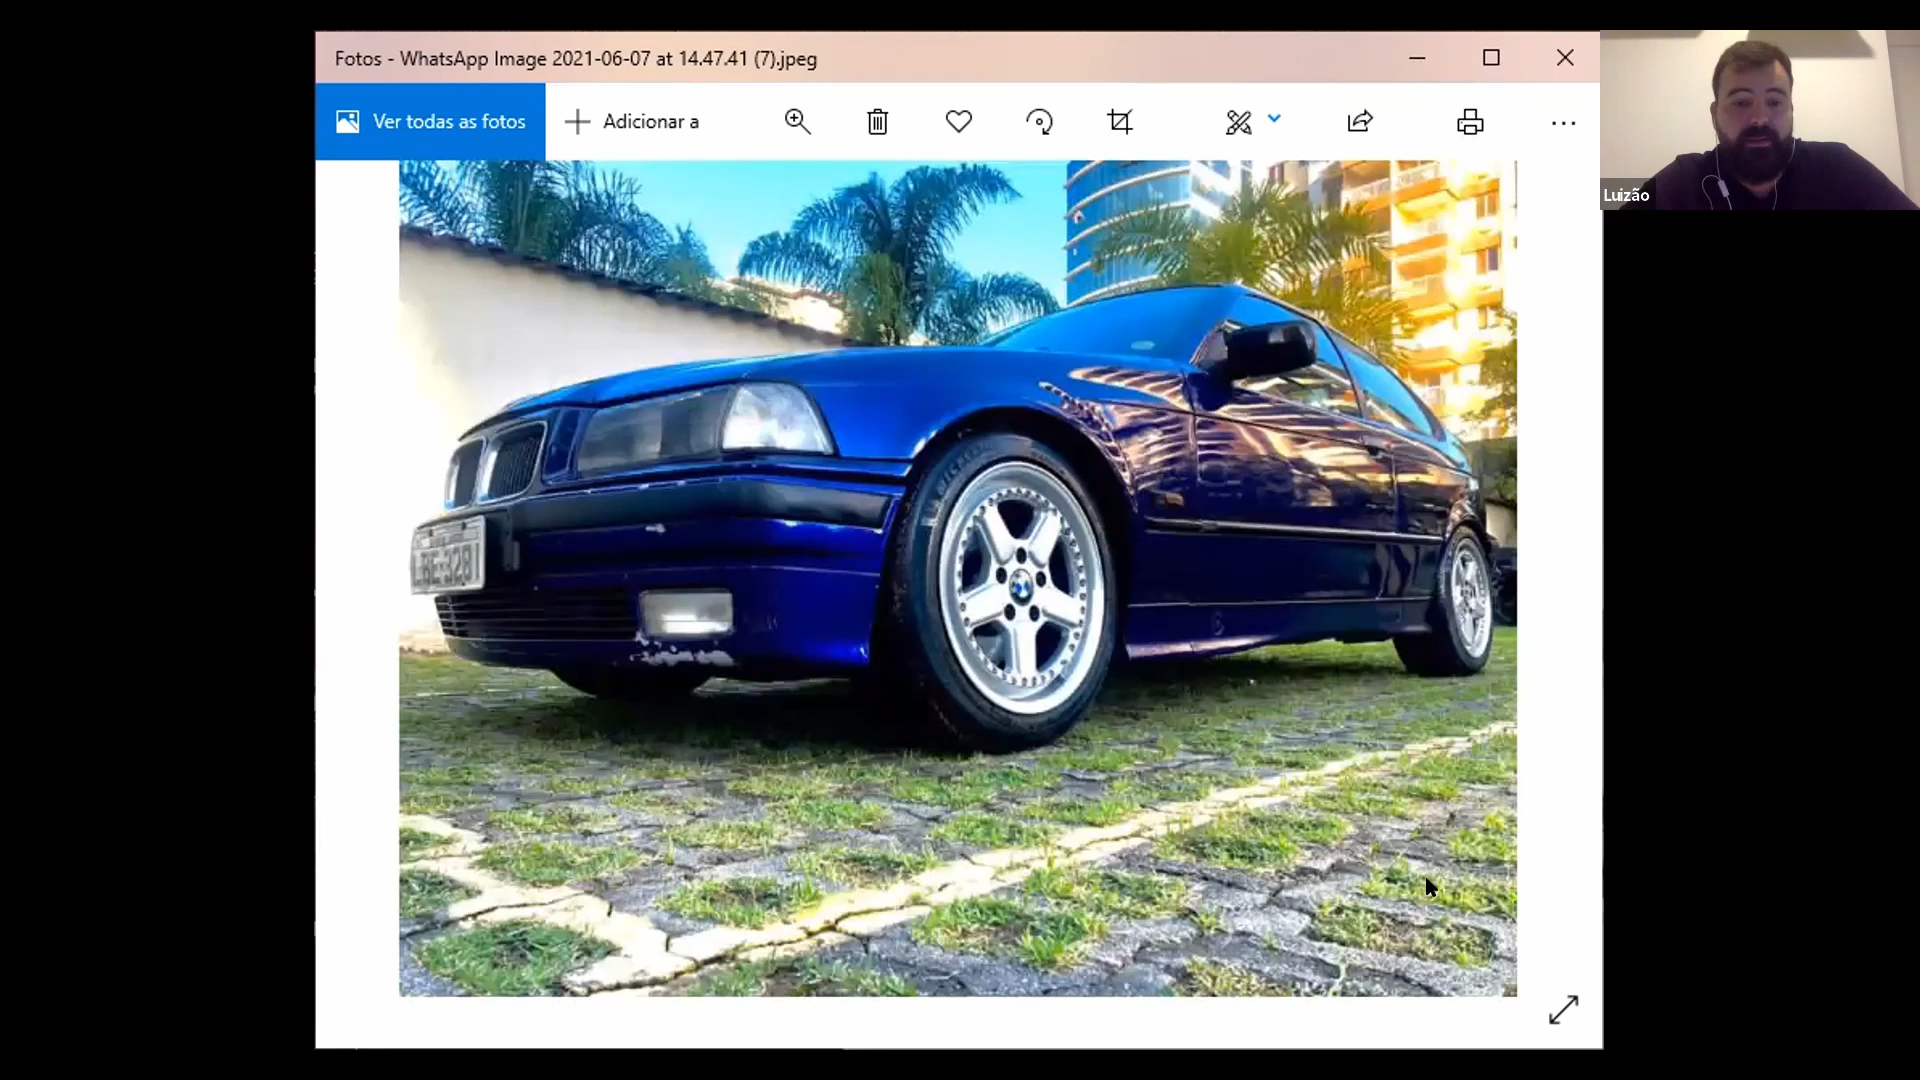 Fotos - WhatsApp Image 2021-06-07 at 14.47.41 (7).jpeg
Ver todas as fotos
Adicionar a
Luizão